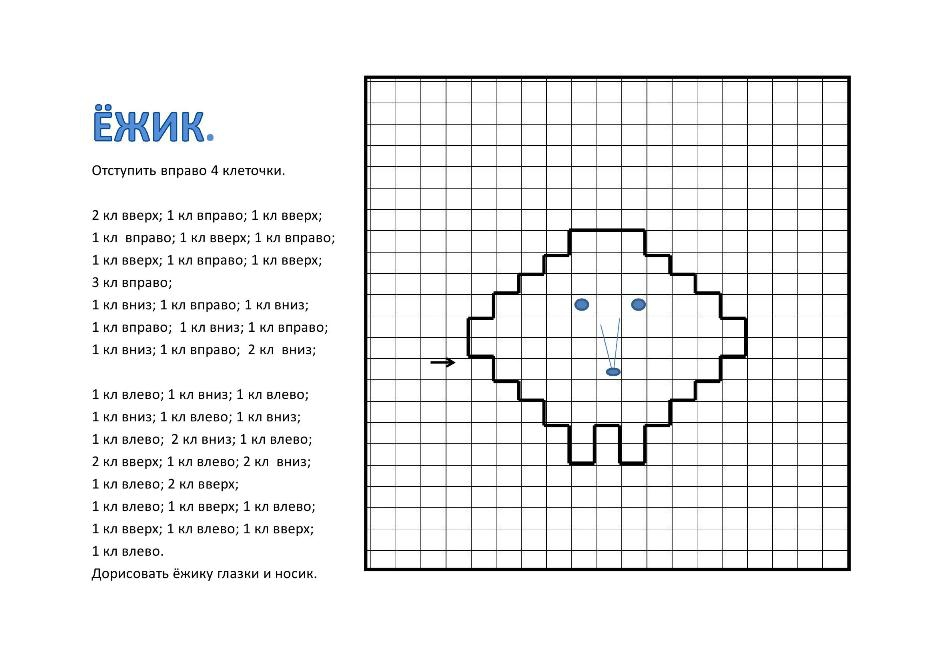 ЁЖИК.
Отступить вправо 4 клеточки.
2 кл вверх; 1 кл вправо; 1 кл вверх;
1 кл вправо; 1 кл вверх; 1 кл вправо;
1 кл вверх; 1 кл вправо; 1 кл вверх;
3 кл вправо;
1 кл вниз; 1 кл вправо; 1 кл вниз;
1 кл вправо; 1 кл вниз; 1 кл вправо;
1 кл вниз; 1 кл вправо; 2 кл вниз;
1 кл влево; 1 кл вниз; 1 кл влево;
1 кл вниз; 1 кл влево; 1 кл вниз;
1 кл влево; 2 кл вниз; 1 кл влево;
2 кл вверх; 1 кл влево; 2 кл вниз;
1 кл влево; 2 кл вверх;
1 кл влево; 1 кл вверх; 1 кл влево;
1 кл вверх; 1 кл влево; 1 кл вверх;
1 кл влево.
Дорисовать ёжику глазки и носик.